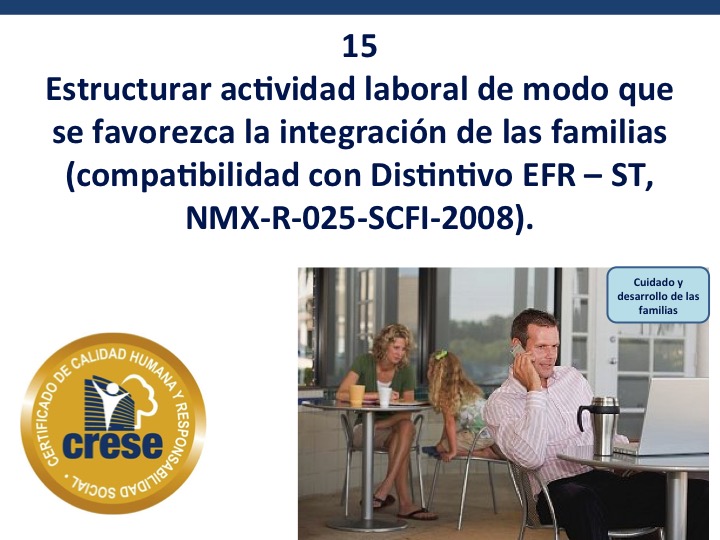 15
Estructurar actividad laboral de modo que
se favorezca la integración de las familias
(compatibilidad con Distintivo EFR – ST,
NMX-R-025-SCFI-2008).
Cuidado y
desarrollo de las
familias
CERTIFICADO DE CALIDAD HUMANA Y RESPONSABILIDAD SOCIAL •
crese